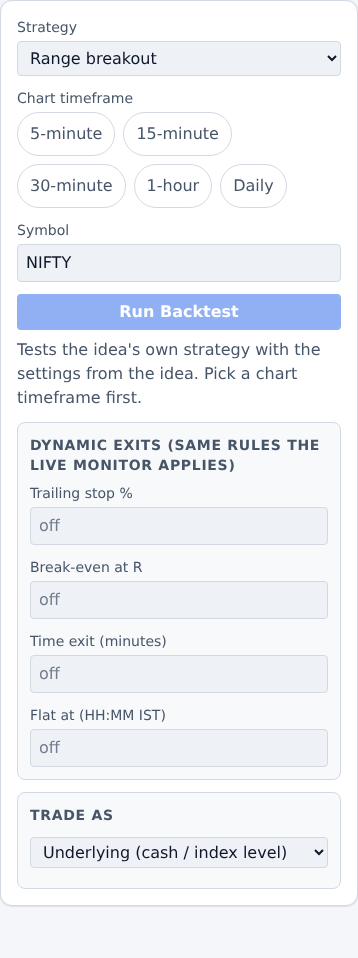 Strategy
Range breakout
Chart timeframe
5-minute
15-minute
30-minute
1-hour
Daily
Symbol
NIFTY
Run Backtest
Tests the idea's own strategy with the
settings from the idea. Pick a chart
timeframe first.
DYNAMIC EXITS (SAME RULES THE
LIVE MONITOR APPLIES)
Trailing stop %
off
Break-even at R
off
Time exit (minutes)
off
Flat at (HH:MM IST)
off
TRADE AS
Underlying (cash / index level)